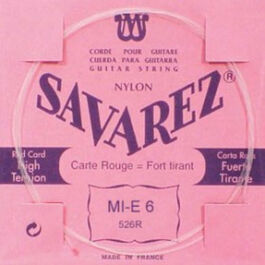 CORDE POUR GUITARE
CUERDA PARA GUITARRA
GUITAR STRING
NYLON
SAVAREZ®
Red Card
High
Tension
Carte Rouge = Fort tirant
Carta Roja
Fuerte
Tirante
MI-E 6
526R
MADE IN FRANCE